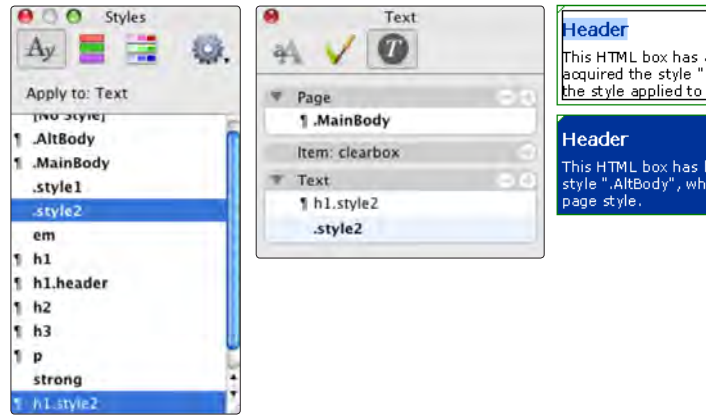 Styles
Apply to: Text
[No Style]
¶ .AltBody
¶ .MainBody
.style1
.style2
em
¶ h1
¶ h1.header
¶ h2
¶ h3
¶ p
strong
¶ h1.style2
Text
Page
¶ .MainBody
Item: clearbox
Text
¶ h1.style2
.style2
Header
This HTML box has
acquired the style "
the style applied to
Header
This HTML box has
style ".AltBody", wh
page style.